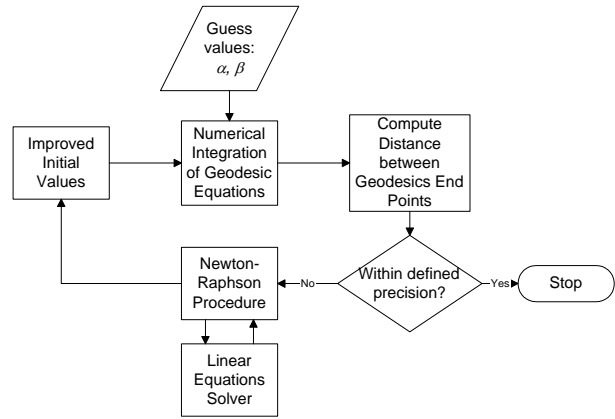 Guess
values:
α, β
Improved
Initial
Values
Numerical
Integration
of Geodesic
Equations
Compute
Distance
between
Geodesics End
Points
Newton-
Raphson
Procedure
No
Within defined
precision?
Yes
Stop
Linear
Equations
Solver